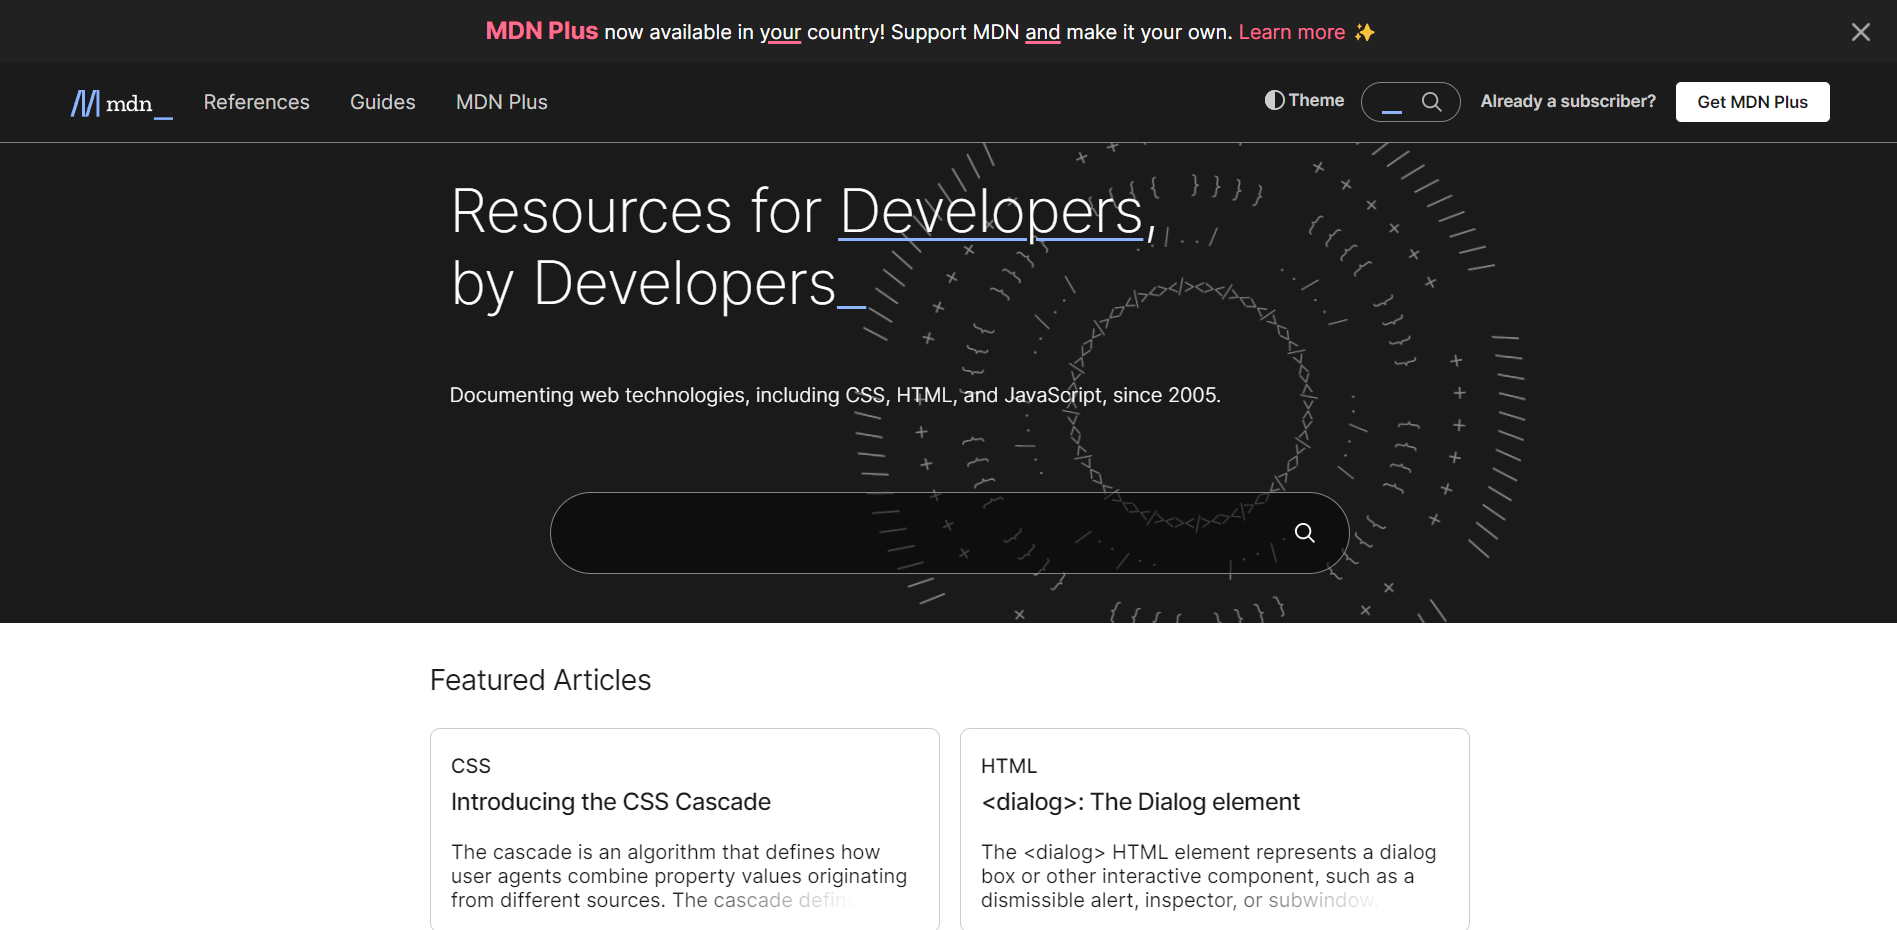 MDN Plus now available in your country! Support MDN and make it your own. Learn more ✨
mdn_
References
Guides
MDN Plus
Theme
Already a subscriber?
Get MDN Plus
Resources for Developers,
by Developers_
Documenting web technologies, including CSS, HTML, and JavaScript, since 2005.
Featured Articles
CSS
Introducing the CSS Cascade
The cascade is an algorithm that defines how
user agents combine property values originating
from different sources. The cascade define
HTML
<dialog>: The Dialog element
The <dialog> HTML element represents a dialog
box or other interactive component, such as a
dismissible alert, inspector, or subwindow.